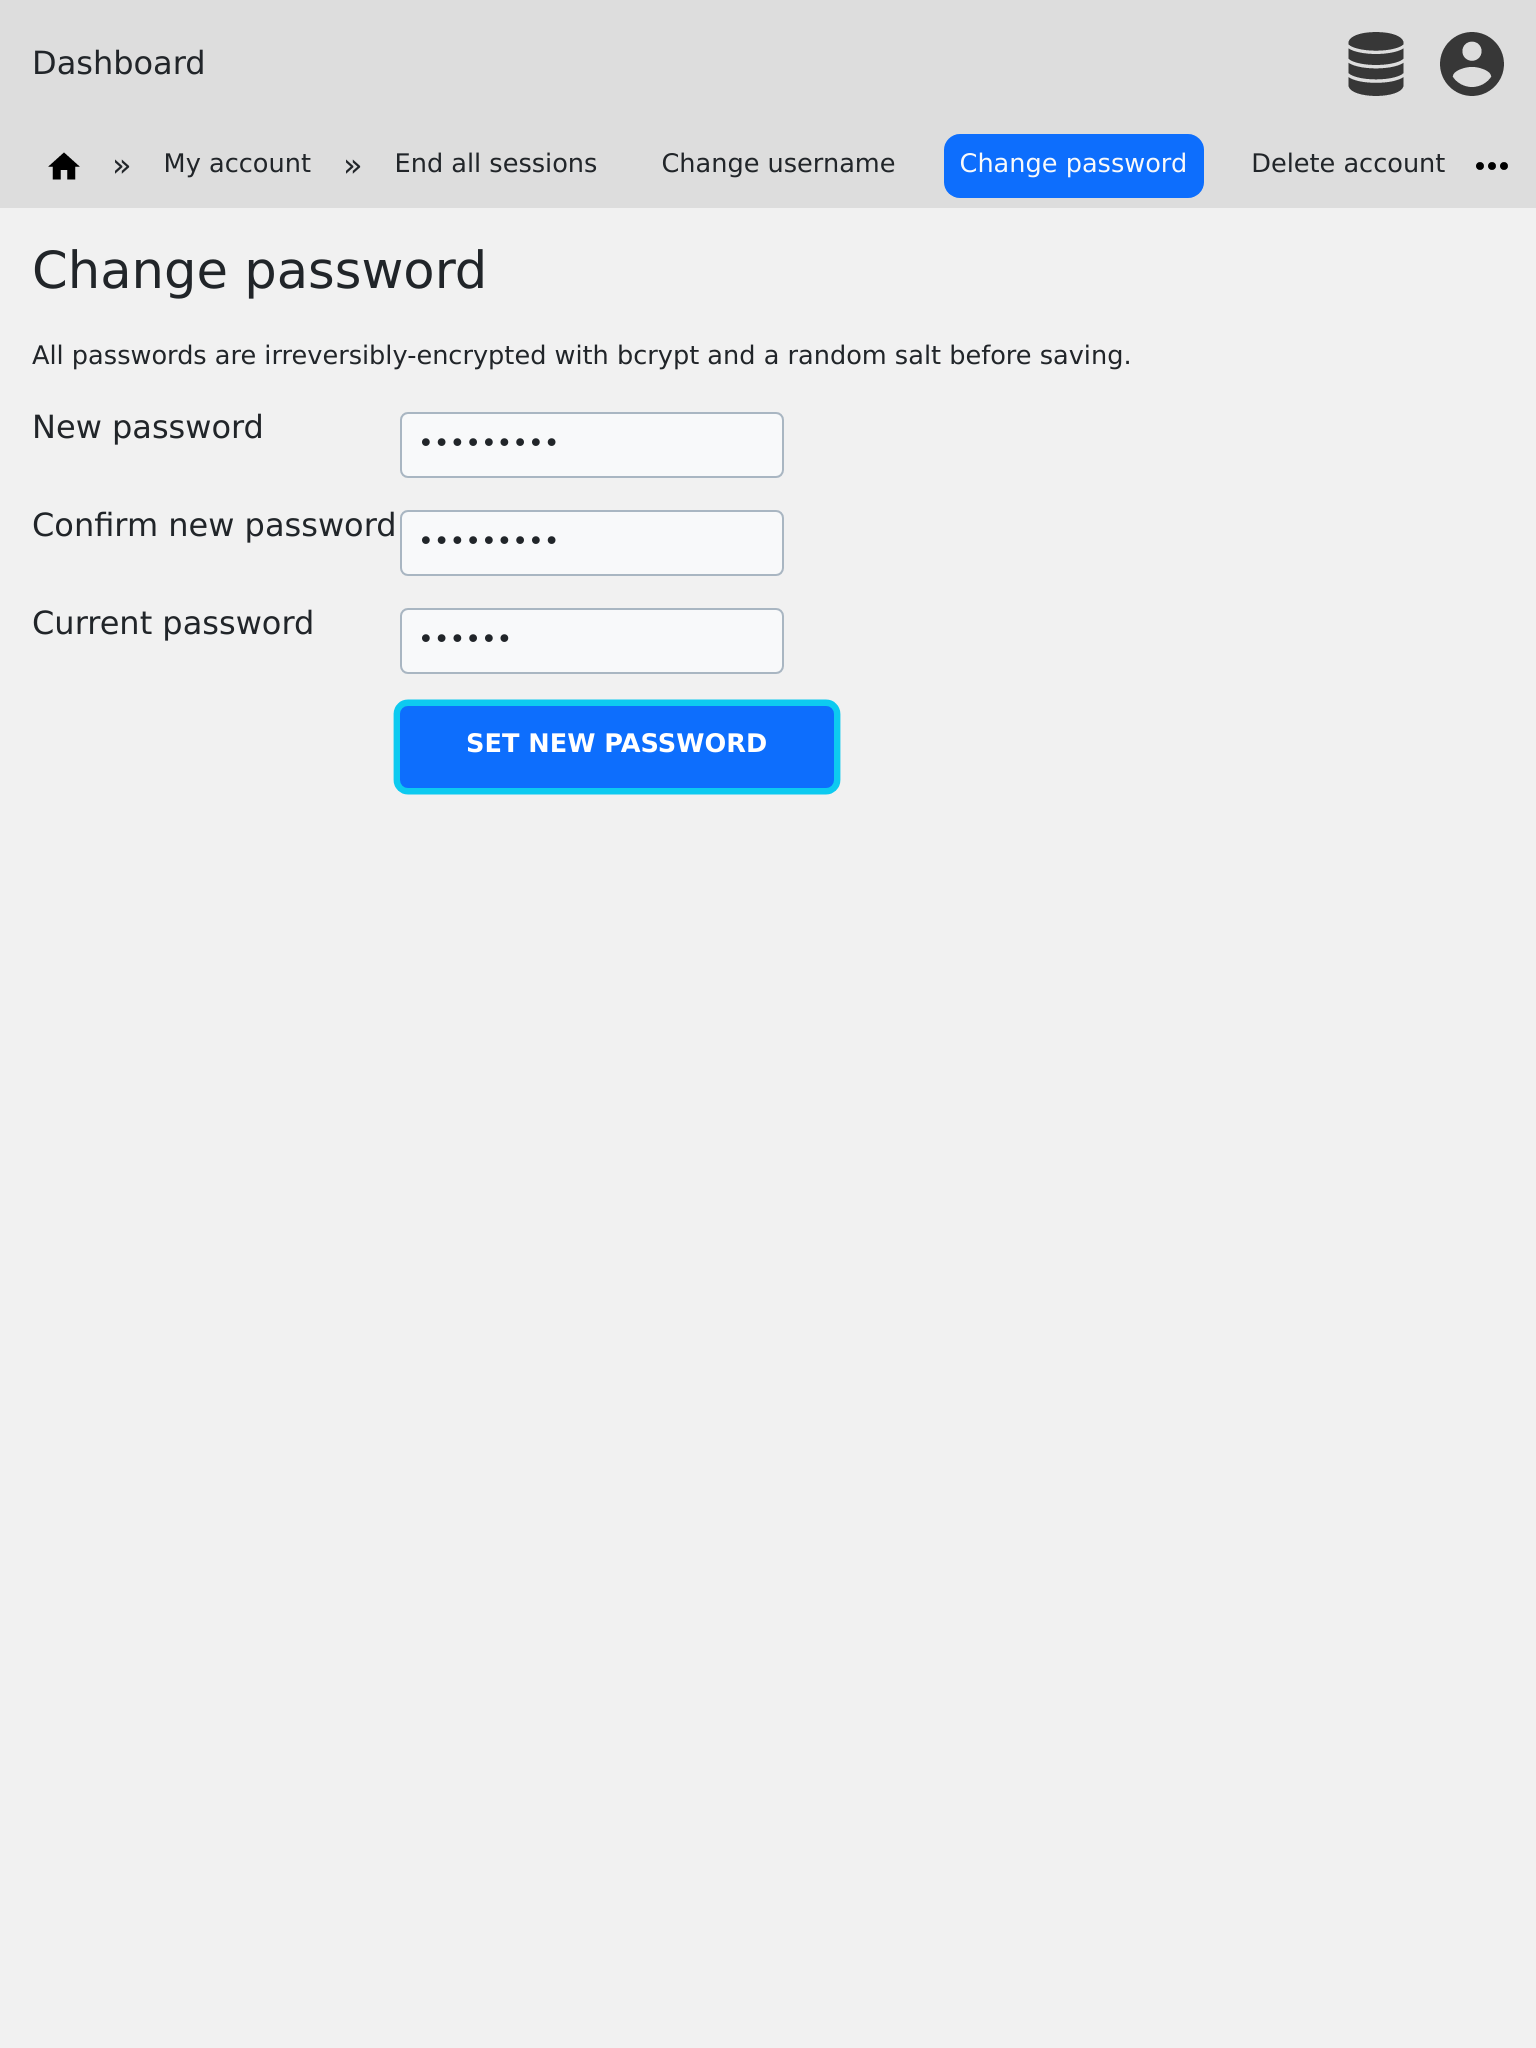 Dashboard
» My account » End all sessions Change username Change password Delete account •••
Change password
All passwords are irreversibly-encrypted with bcrypt and a random salt before saving.
New password •••••••••
Confirm new password •••••••••
Current password ••••••
SET NEW PASSWORD